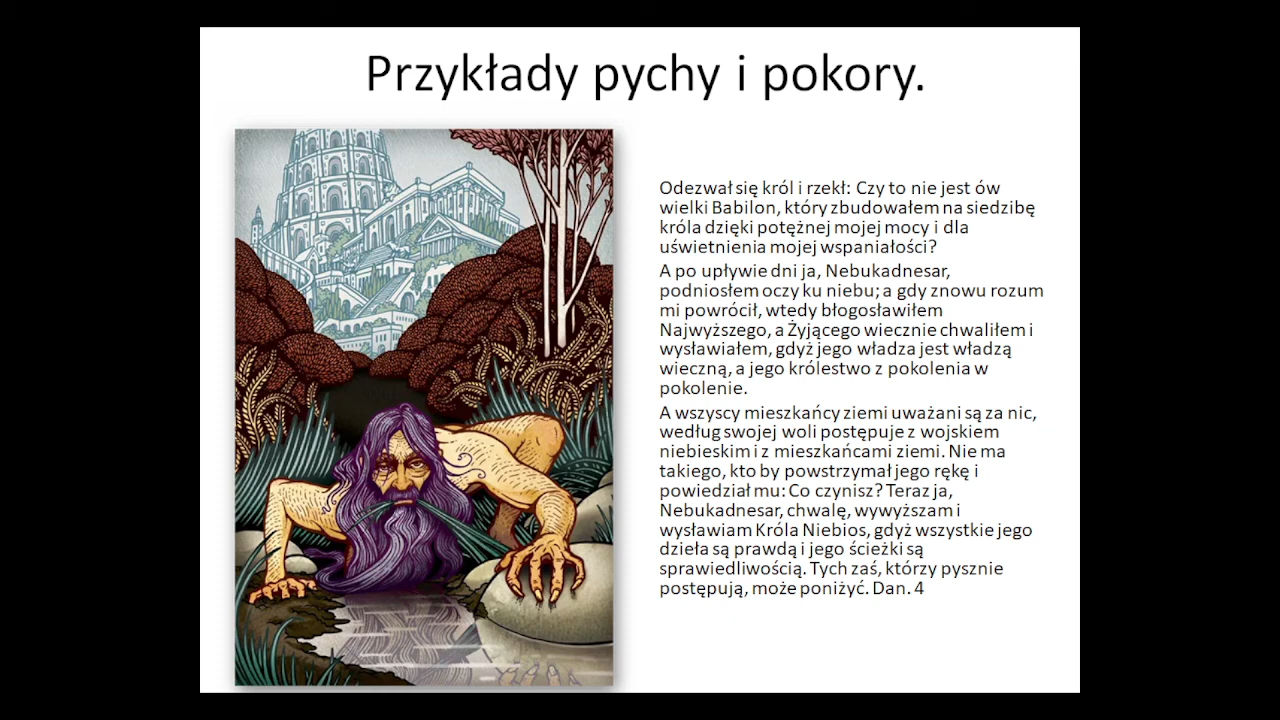 Przykłady pychy i pokory.
Odezwał się król i rzekł: Czy to nie jest ów
wielki Babilon, który zbudowałem na siedzibę
króla dzięki potężnej mojej mocy i dla
uświetnienia mojej wspaniałości?
A po upływie dni ja, Nebukadnesar,
podniosłem oczy ku niebu; a gdy znowu rozum
mi powrócił, wtedy błogosławiłem
Najwyższego, a Żyjącego wiecznie chwaliłem i
wysławiałem, gdyż jego władza jest władzą
wieczną, a jego królestwo z pokolenia w
pokolenie.
A wszyscy mieszkańcy ziemi uważani są za nic,
według swojej woli postępuje z wojskiem
niebieskim i z mieszkańcami ziemi. Nie ma
takiego, kto by powstrzymał jego rękę i
powiedział mu: Co czynisz? Teraz ja,
Nebukadnesar, chwalę, wywyższam i
wysławiam Króla Niebios, gdyż wszystkie jego
dzieła są prawdą i jego ścieżki są
sprawiedliwością. Tych zaś, którzy pysznie
postępują, może poniżyć. Dan. 4